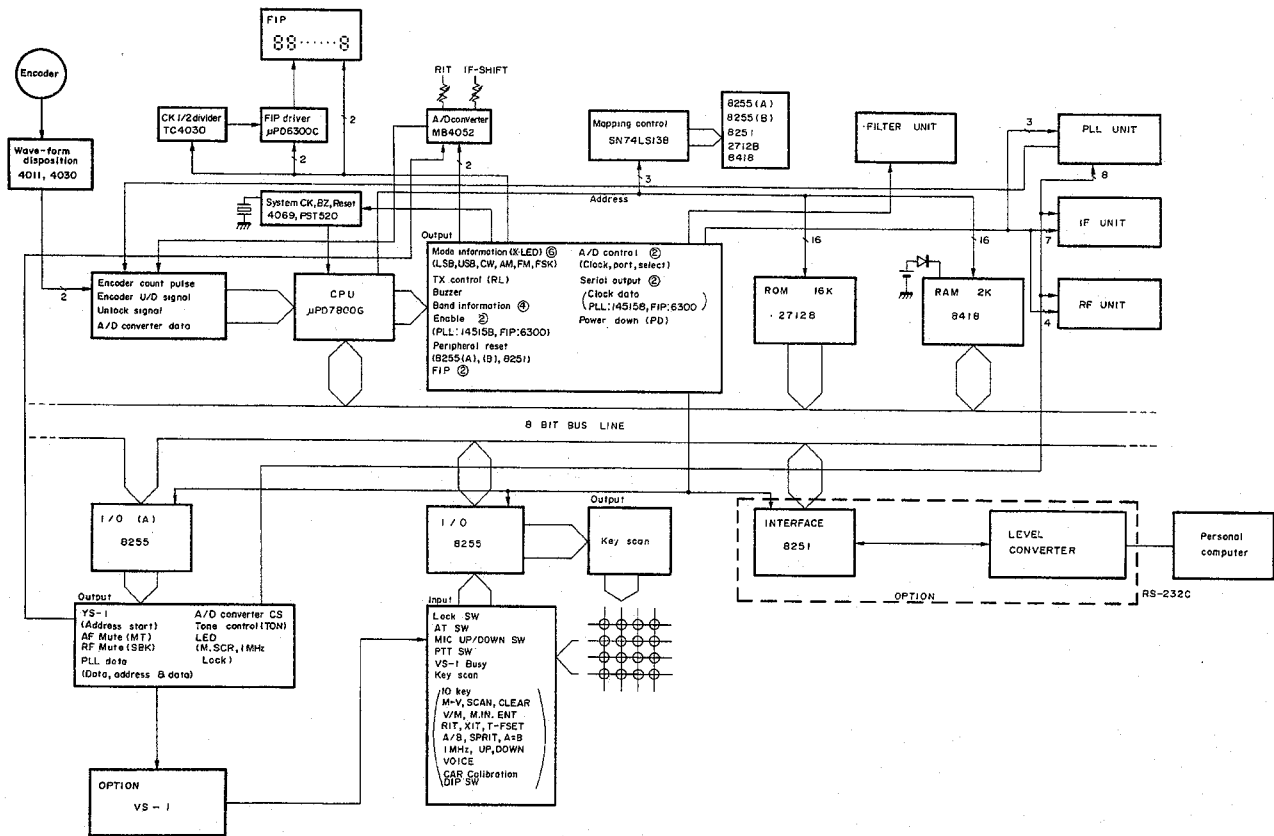 FIP
88······8
Encoder
RIT
IF-SHIFT
CK 1/2 divider
TC4030
FIP driver
μPD6300C
2
A/D converter
MB4052
Mapping control
SN74LS138
8255(A)
8255(B)
8251
27128
8418
FILTER UNIT
3
PLL UNIT
Wave-form
disposition
4011, 4030
2
2
3
8
Address
System CK, BZ, Reset
4069, PST520
IF UNIT
7
16
16
Output
Mode information (X-LED) ⑥
(LSB, USB, CW, AM, FM, FSK)
TX control (RL)
Buzzer
Band information ④
Enable ②
(PLL: 145158, FIP: 6300)
Peripheral reset
(8255(A), (B), 8251)
FIP ②
A/D control ②
(Clock, port, select)
Serial output ②
(Clock data
PLL: 145158, FIP: 6300)
Power down (PD)
2
Encoder count pulse
Encoder U/D signal
Unlock signal
A/D converter data
CPU
μPD7800G
ROM 16K
27128
RAM 2K
8418
RF UNIT
4
8 BIT BUS LINE
I/O (A)
8255
I/O
8255
Output
Key scan
INTERFACE
8251
LEVEL
CONVERTER
Personal
computer
OPTION
RS-232C
Output
YS-1
(Address start)
AF Mute (MT)
RF Mute (SBK)
PLL data
(Data, address & data)
A/D converter CS
Tone control (TON)
LED
(M.SCR, 1MHz
Lock)
Input
Lock SW
AT SW
MIC UP/DOWN SW
PTT SW
VS-1 Busy
Key scan
10 key
M▸V, SCAN, CLEAR
V/M, M.IN. ENT
RIT, XIT, T-FSET
A/B, SPRIT, A=B
1MHz, UP, DOWN
VOICE
CAR Calibration
DIP SW
OPTION
VS-1